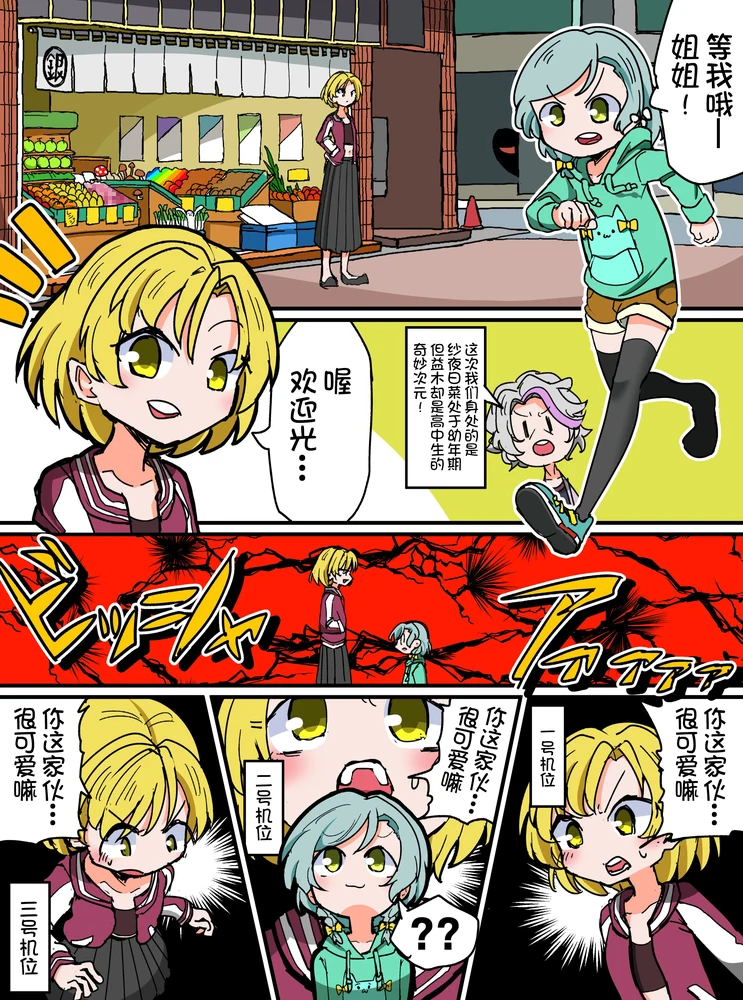 等我哦—
姐姐！
銀
喔
欢迎光…
这次我们身处的是
纱夜日菜处于幼年期
但益木却是高中生的
奇妙次元！
ビッシャ
アァァァァァ
一号机位
你这家伙…
很可爱嘛
二号机位
你这家伙…
很可爱嘛
??
三号机位
你这家伙…
很可爱嘛